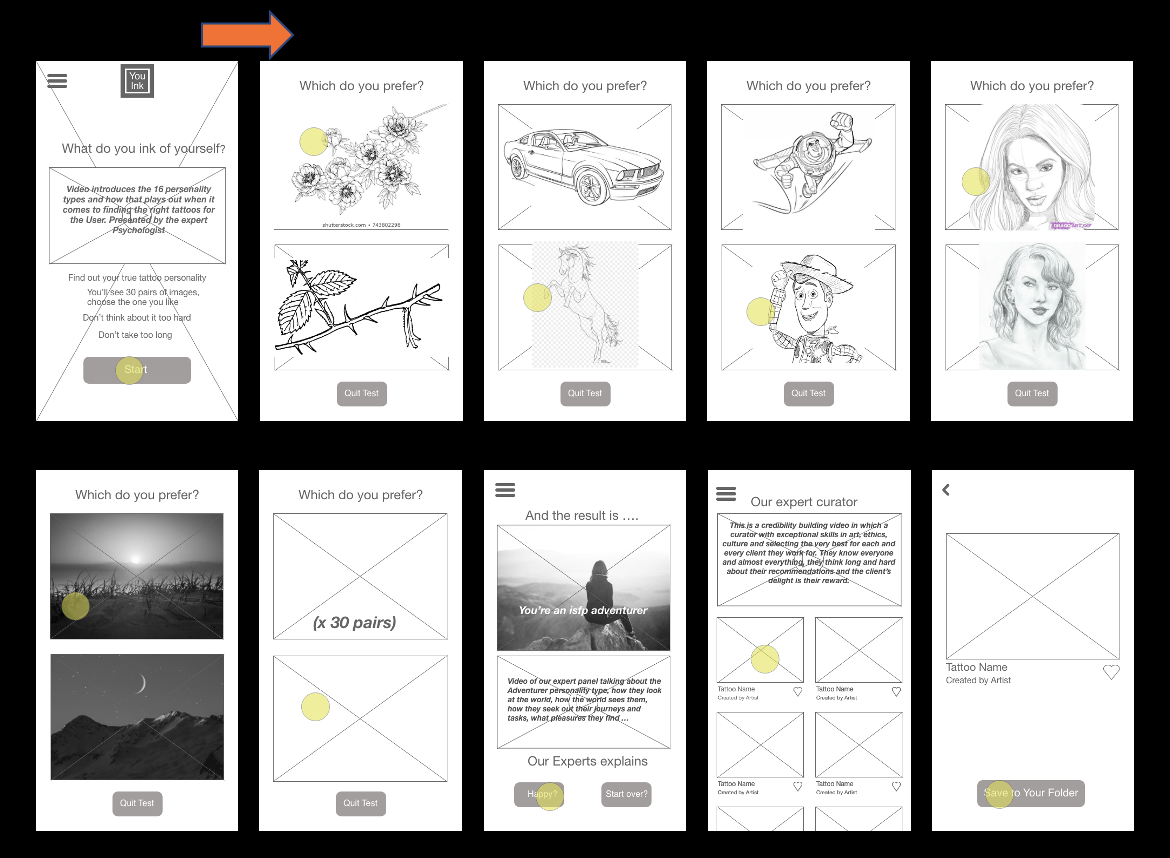 You
Ink
What do you ink of yourself?
Video introduces the 16 personality
types and how that plays out when it
comes to finding the right tattoos for
the User. Presented by the expert
Psychologist
Find out your true tattoo personality
You'll see 30 pairs of images,
choose the one you like
Don't think about it too hard
Don't take too long
Start
Which do you prefer?
shutterstock.com • 742802296
Quit Test
Which do you prefer?
Quit Test
Which do you prefer?
Quit Test
Which do you prefer?
Quit Test
Which do you prefer?
Quit Test
Which do you prefer?
(x 30 pairs)
Quit Test
And the result is ....
You're an isfp adventurer
Video of our expert panel talking about the
Adventurer personality type, how they look
at the world, how the world sees them,
how they seek out their journeys and
tasks, what pleasures they find ...
Our Experts explains
Happy?
Start over?
Our expert curator
This is a credibility building video in which a
curator with exceptional skills in art, ethics,
culture and selecting the very best for each and
every client they work for. They know everyone
and almost everything, they think long and hard
about their recommendations and the client's
delight is their reward.
Tattoo Name
Created by Artist
Tattoo Name
Created by Artist
Tattoo Name
Created by Artist
Tattoo Name
Created by Artist
Tattoo Name
Created by Artist
Save to Your Folder